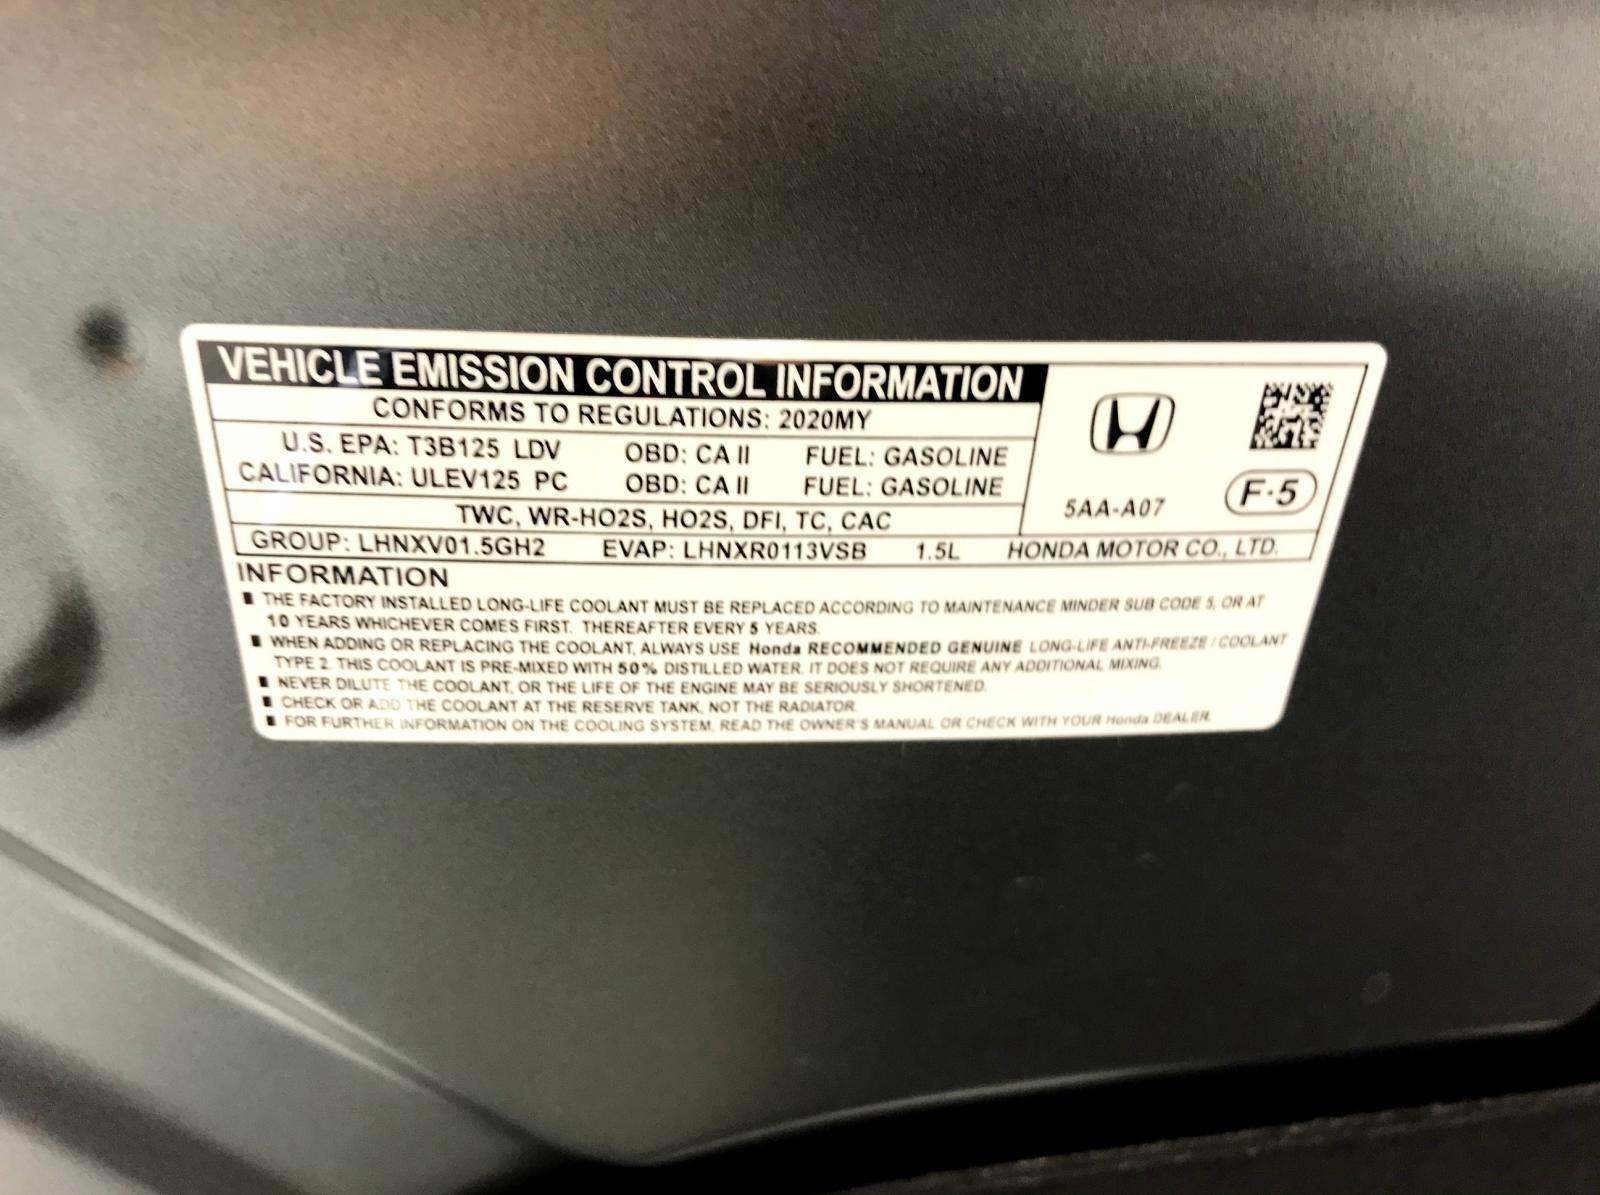 VEHICLE EMISSION CONTROL INFORMATION
CONFORMS TO REGULATIONS: 2020MY
U.S. EPA: T3B125 LDV OBD: CA II FUEL: GASOLINE
CALIFORNIA: ULEV125 PC OBD: CA II FUEL: GASOLINE
TWC, WR-HO2S, HO2S, DFI, TC, CAC
5AA-A07
F·5
GROUP: LHNXV01.5GH2 EVAP: LHNXR0113VSB 1.5L HONDA MOTOR CO., LTD.
INFORMATION
■ THE FACTORY INSTALLED LONG-LIFE COOLANT MUST BE REPLACED ACCORDING TO MAINTENANCE MINDER SUB CODE 5, OR AT
10 YEARS WHICHEVER COMES FIRST. THEREAFTER EVERY 5 YEARS.
■ WHEN ADDING OR REPLACING THE COOLANT, ALWAYS USE Honda RECOMMENDED GENUINE LONG-LIFE ANTI-FREEZE / COOLANT
TYPE 2. THIS COOLANT IS PRE-MIXED WITH 50% DISTILLED WATER. IT DOES NOT REQUIRE ANY ADDITIONAL MIXING.
■ NEVER DILUTE THE COOLANT, OR THE LIFE OF THE ENGINE MAY BE SERIOUSLY SHORTENED.
■ CHECK OR ADD THE COOLANT AT THE RESERVE TANK, NOT THE RADIATOR.
■ FOR FURTHER INFORMATION ON THE COOLING SYSTEM, READ THE OWNER'S MANUAL OR CHECK WITH YOUR Honda DEALER.